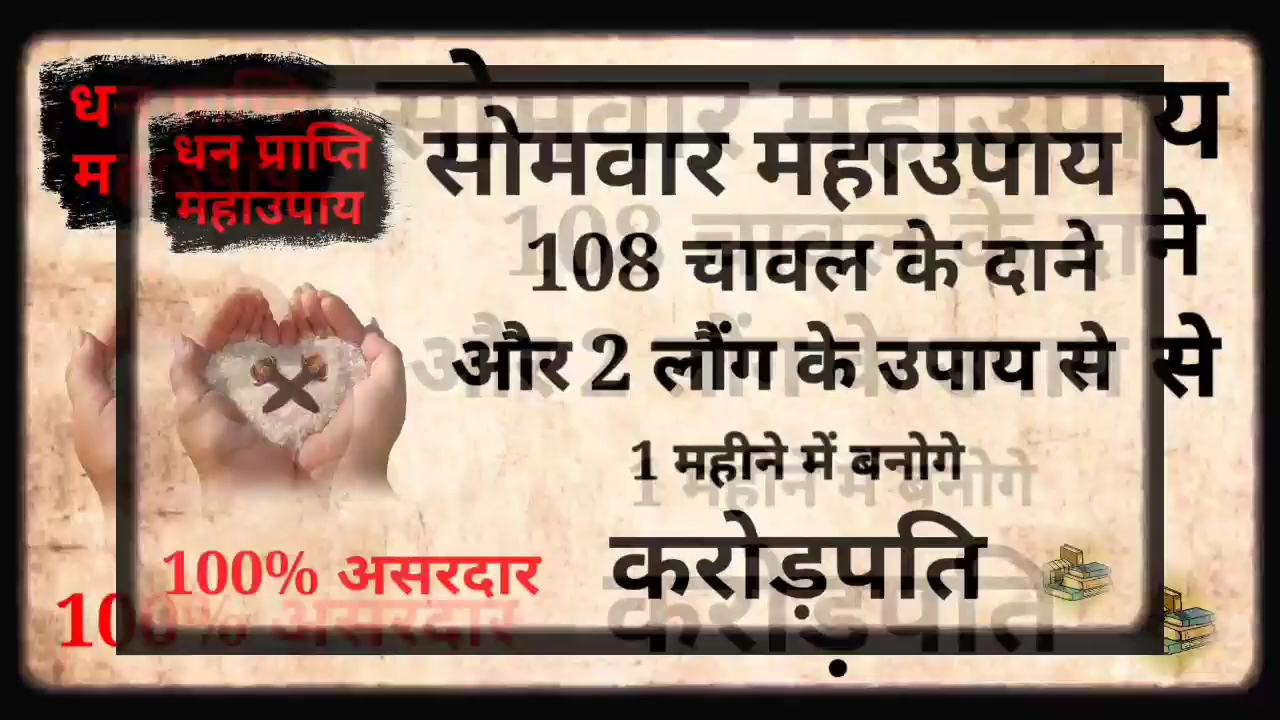 धन प्राप्ति
महाउपाय
सोमवार महाउपाय
108 चावल के दाने
और 2 लौंग के उपाय से
1 महीने में बनोगे
करोड़पति
100% असरदार